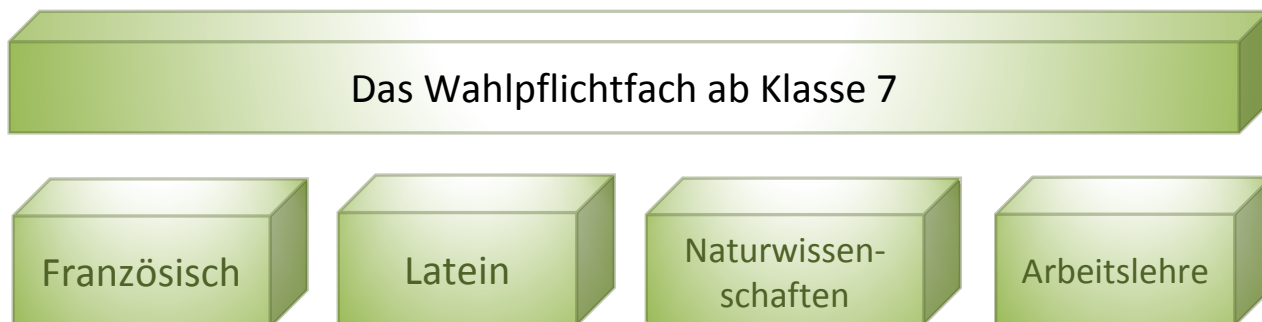 Das Wahlpflichtfach ab Klasse 7
Französisch
Latein
Naturwissen-
schaften
Arbeitslehre